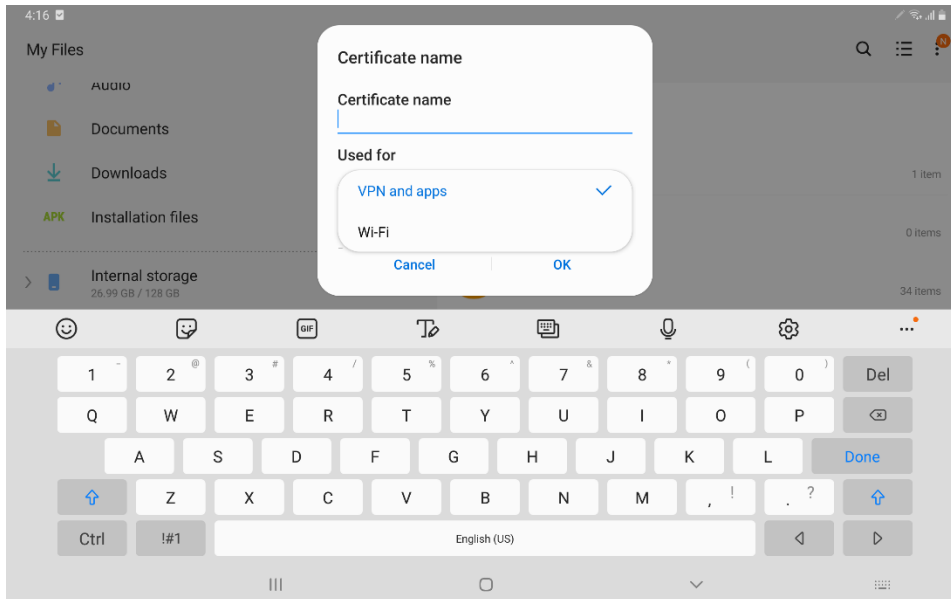 4:16
My Files
N
Audio
Documents
Downloads
1 item
APK Installation files
0 items
Internal storage
26.99 GB / 128 GB
34 items
Certificate name
Certificate name
Used for
VPN and apps
Wi-Fi
Cancel OK
GIF
1 - 2 @ 3 # 4 / 5 % 6 ^ 7 & 8 * 9 ( 0 ) Del
Q W E R T Y U I O P
A S D F G H J K L Done
Z X C V B N M , ! . ?
Ctrl !#1 English (US)